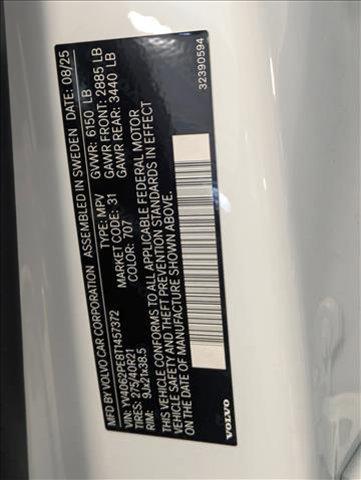 MFD BY VOLVO CAR CORPORATION ASSEMBLED IN SWEDEN DATE: 08/25
VIN: YV4062PE8T1457372 GVWR: 6150 LB
TIRES: 275/40R21 TYPE: MPV GAWR FRONT: 2885 LB
RIM: 9Jx21x38.5 MARKET CODE: 31 GAWR REAR: 3440 LB
COLOR: 707
THIS VEHICLE CONFORMS TO ALL APPLICABLE FEDERAL MOTOR
VEHICLE SAFETY AND THEFT PREVENTION STANDARDS IN EFFECT
ON THE DATE OF MANUFACTURE SHOWN ABOVE.
VOLVO
32390594